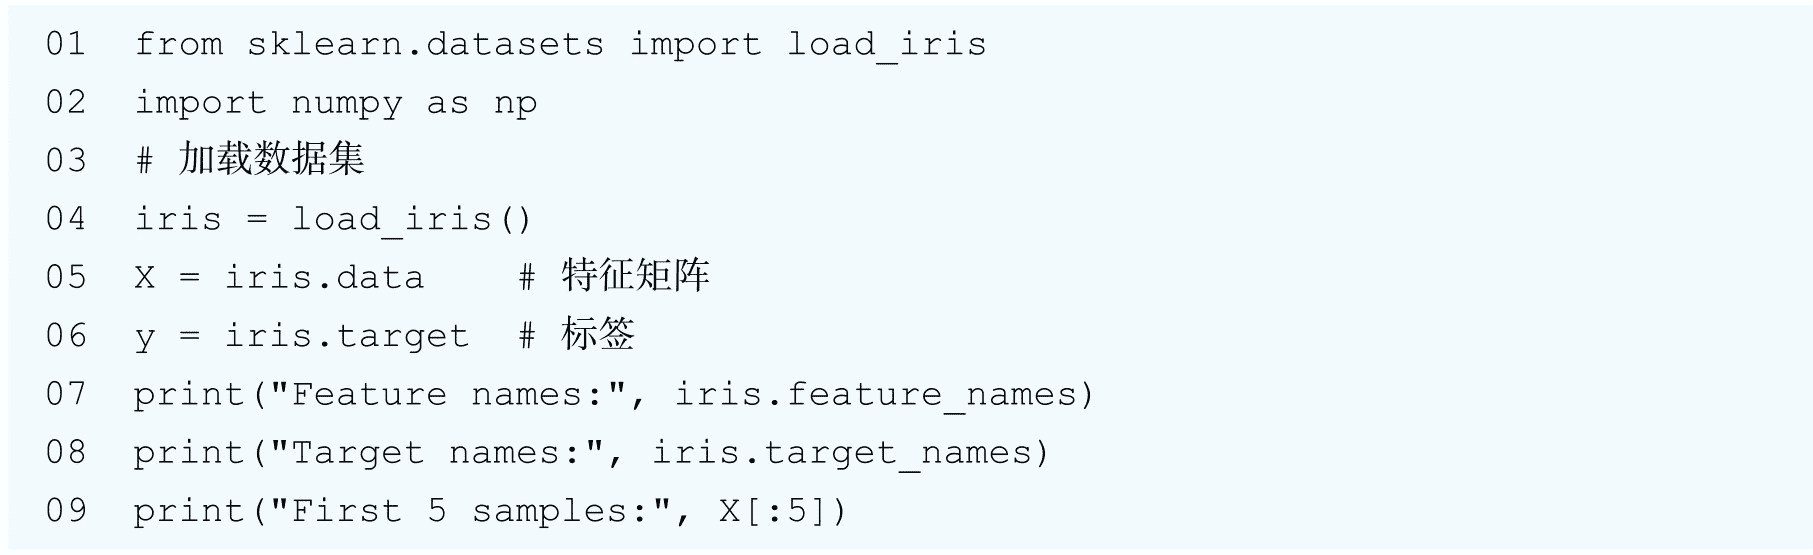 01 from sklearn.datasets import load_iris
02 import numpy as np
03 # 加载数据集
04 iris = load_iris()
05 X = iris.data    # 特征矩阵
06 y = iris.target  # 标签
07 print("Feature names:", iris.feature_names)
08 print("Target names:", iris.target_names)
09 print("First 5 samples:", X[:5])